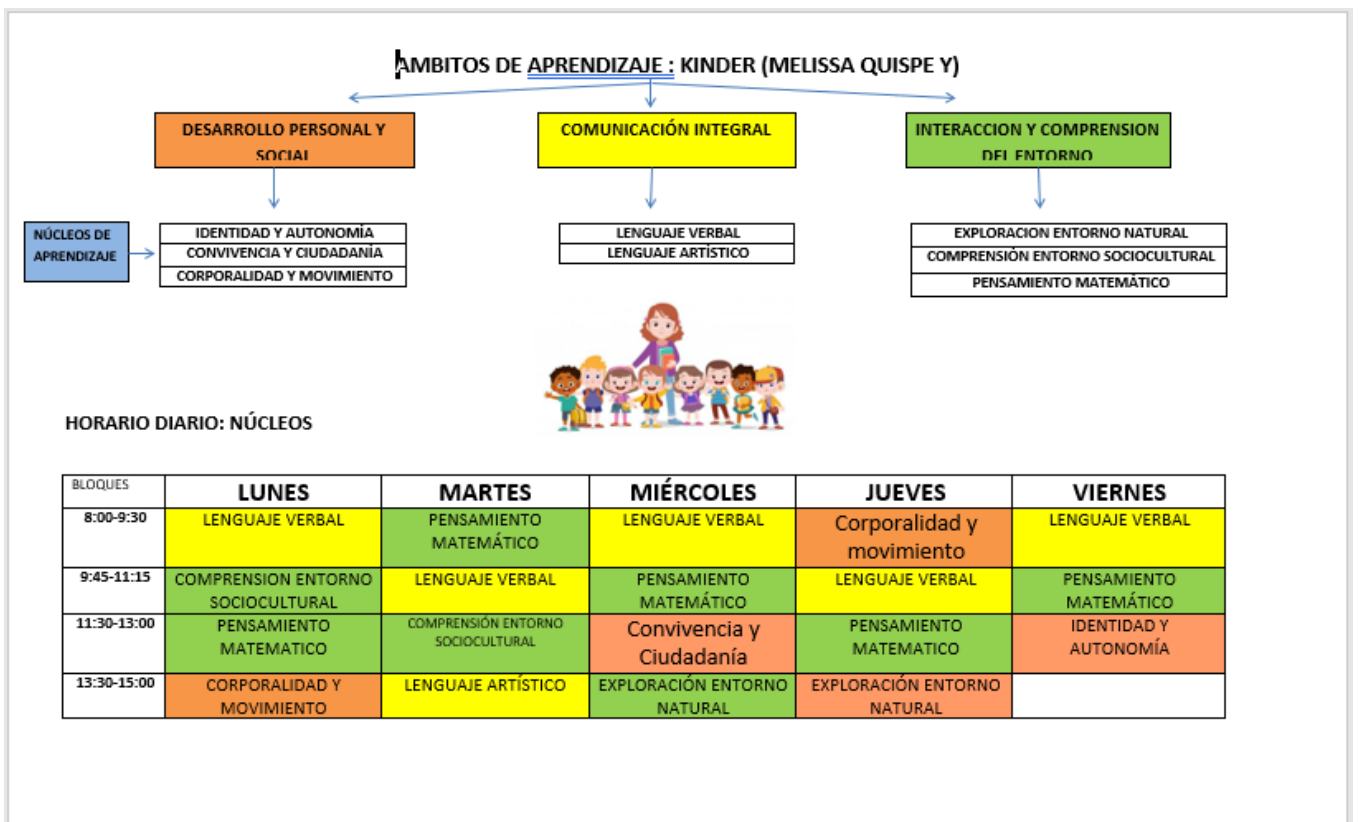 ÁMBITOS DE APRENDIZAJE : KINDER (MELISSA QUISPE Y)
DESARROLLO PERSONAL Y
SOCIAL
COMUNICACIÓN INTEGRAL
INTERACCION Y COMPRENSION
DEL ENTORNO
NÚCLEOS DE
APRENDIZAJE
IDENTIDAD Y AUTONOMÍA
CONVIVENCIA Y CIUDADANÍA
CORPORALIDAD Y MOVIMIENTO
LENGUAJE VERBAL
LENGUAJE ARTÍSTICO
EXPLORACION ENTORNO NATURAL
COMPRENSIÓN ENTORNO SOCIOCULTURAL
PENSAMIENTO MATEMÁTICO
HORARIO DIARIO: NÚCLEOS
BLOQUES
LUNES
MARTES
MIÉRCOLES
JUEVES
VIERNES
8:00-9:30
LENGUAJE VERBAL
PENSAMIENTO
MATEMÁTICO
LENGUAJE VERBAL
Corporalidad y
movimiento
LENGUAJE VERBAL
9:45-11:15
COMPRENSION ENTORNO
SOCIOCULTURAL
LENGUAJE VERBAL
PENSAMIENTO
MATEMÁTICO
LENGUAJE VERBAL
PENSAMIENTO
MATEMÁTICO
11:30-13:00
PENSAMIENTO
MATEMATICO
COMPRENSIÓN ENTORNO
SOCIOCULTURAL
Convivencia y
Ciudadanía
PENSAMIENTO
MATEMATICO
IDENTIDAD Y
AUTONOMÍA
13:30-15:00
CORPORALIDAD Y
MOVIMIENTO
LENGUAJE ARTÍSTICO
EXPLORACIÓN ENTORNO
NATURAL
EXPLORACIÓN ENTORNO
NATURAL